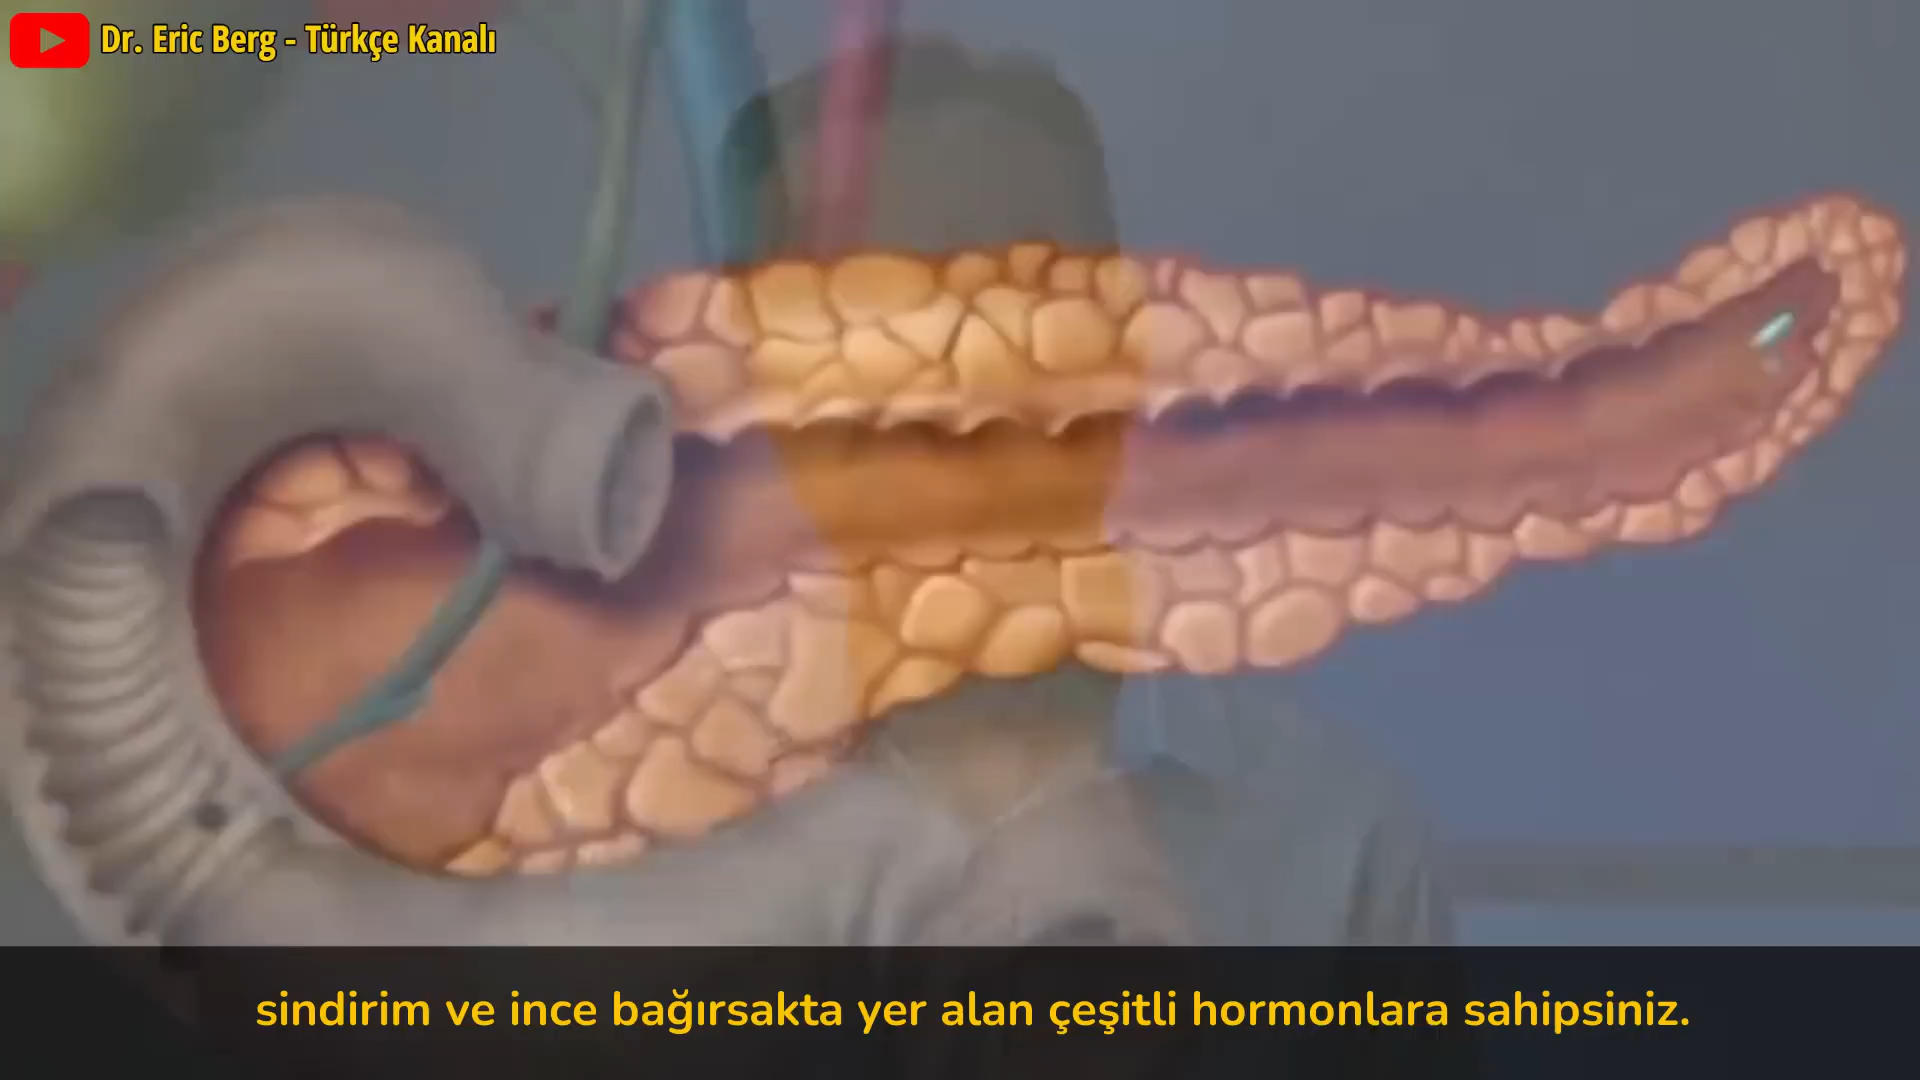 Dr. Eric Berg - Türkçe Kanalı
sindirim ve ince bağırsakta yer alan çeşitli hormonlara sahipsiniz.